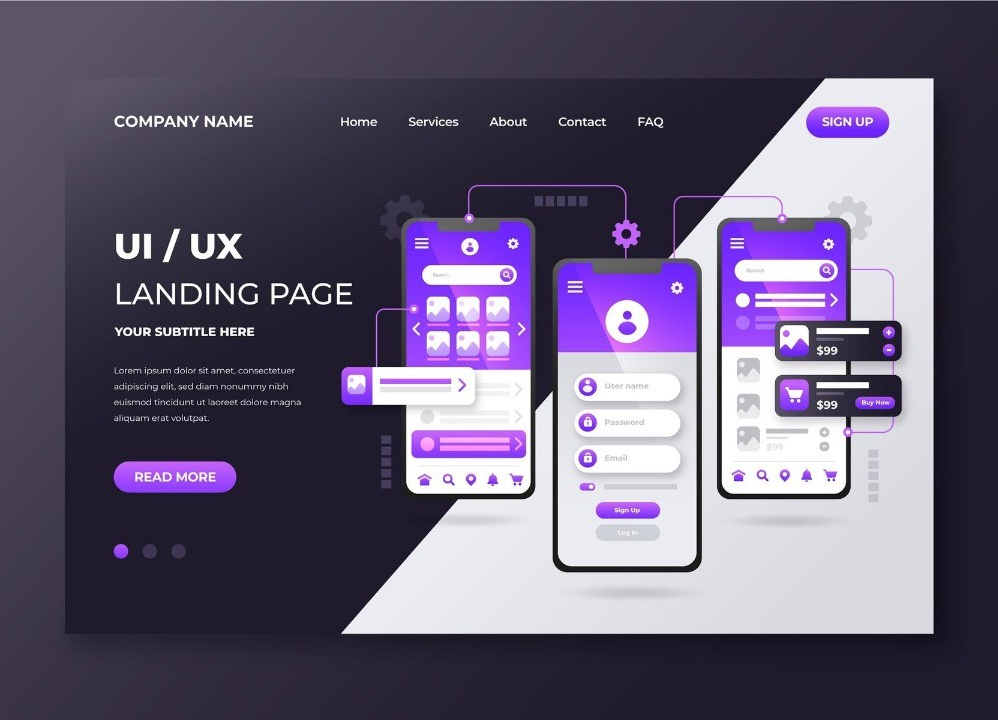 COMPANY NAME
Home Services About Contact FAQ
SIGN UP
UI / UX
LANDING PAGE
YOUR SUBTITLE HERE
Lorem ipsum dolor sit amet, consectetuer
adipiscing elit, sed diam nonummy nibh
euismod tincidunt ut laoreet dolore magna
aliquam erat volutpat.
READ MORE
Search
User name
Password
Email
Sign Up
Log In
Search
$99
$99
Buy Now
$99